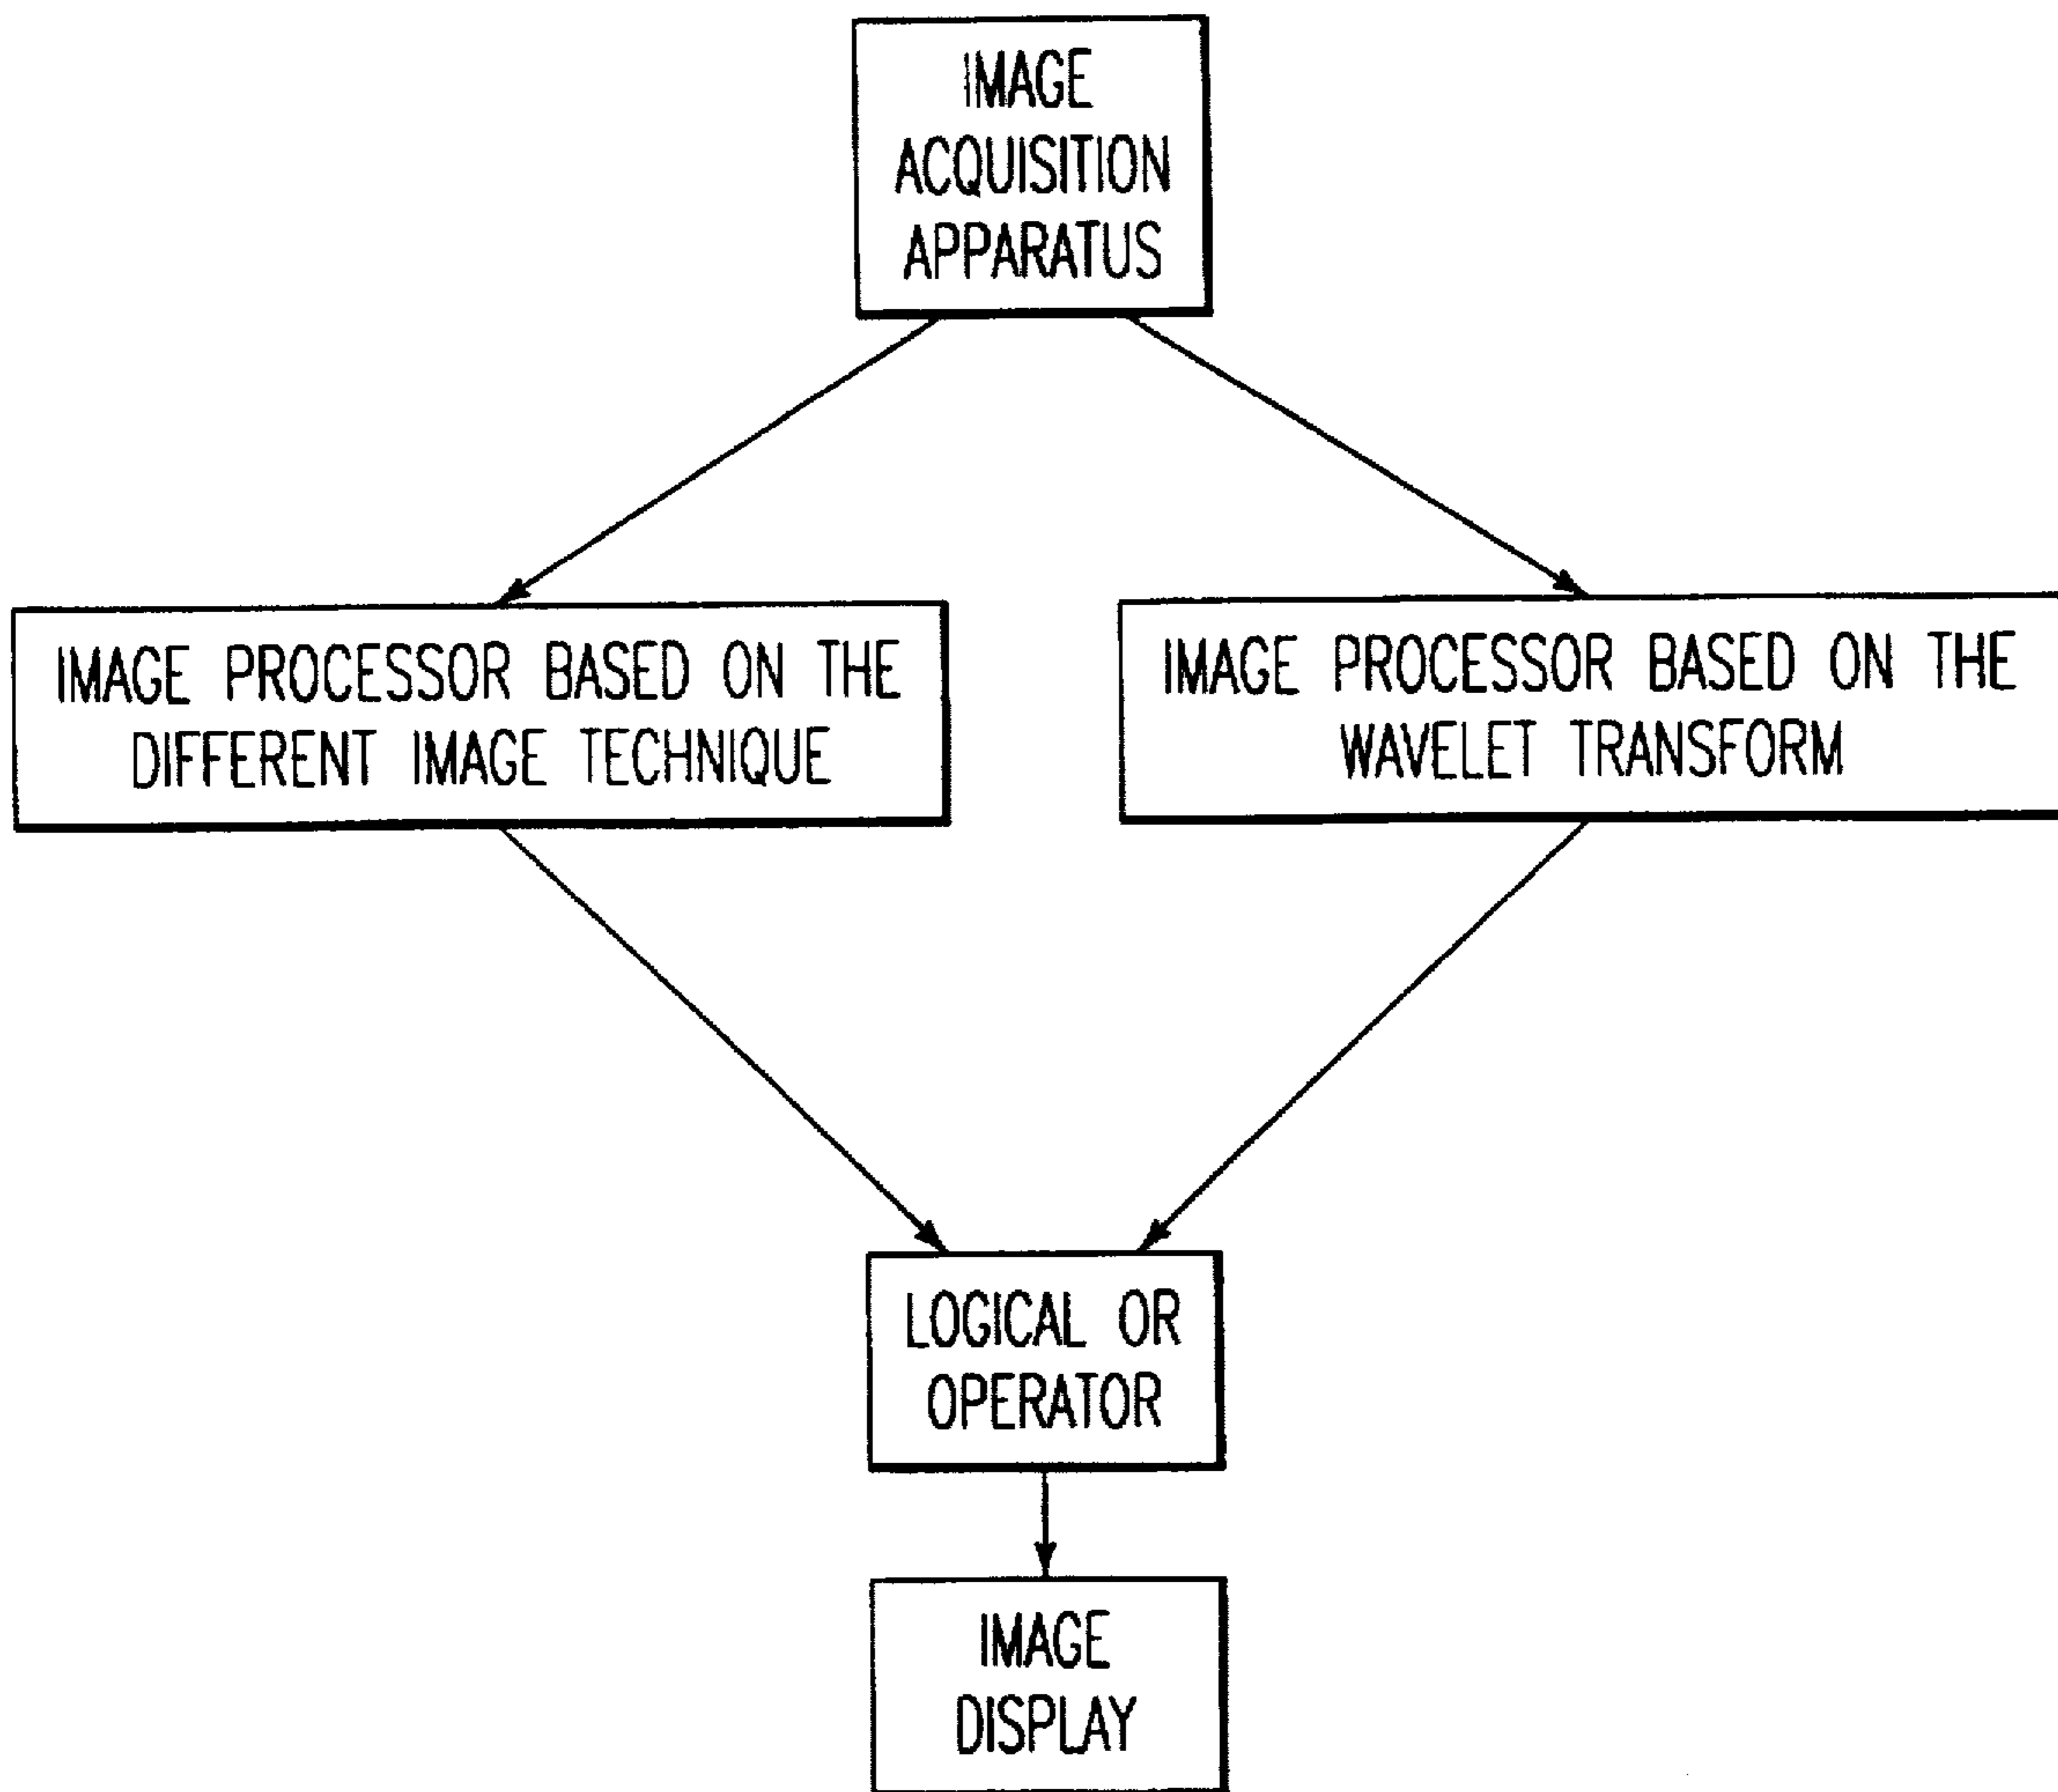 IMAGE
ACQUISITION
APPARATUS
IMAGE PROCESSOR BASED ON THE
DIFFERENT IMAGE TECHNIQUE
IMAGE PROCESSOR BASED ON THE
WAVELET TRANSFORM
LOGICAL OR
OPERATOR
IMAGE
DISPLAY